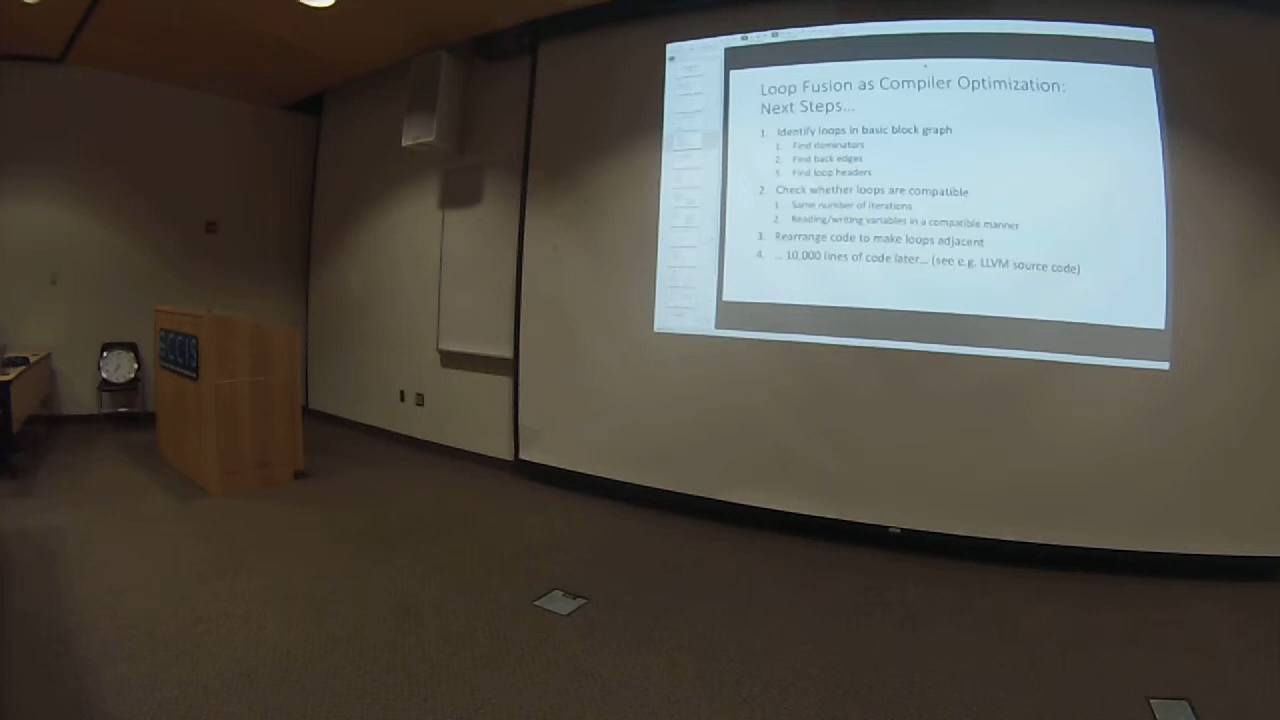 Loop Fusion as Compiler Optimization:
Next Steps...
1. Identify loops in basic block graph
1. Find dominators
2. Find back edges
3. Find loop headers
2. Check whether loops are compatible
1. Same number of iterations
2. Reading/writing variables in a compatible manner
3. Rearrange code to make loops adjacent
4. ... 10,000 lines of code later... (see e.g. LLVM source code)
CCIS